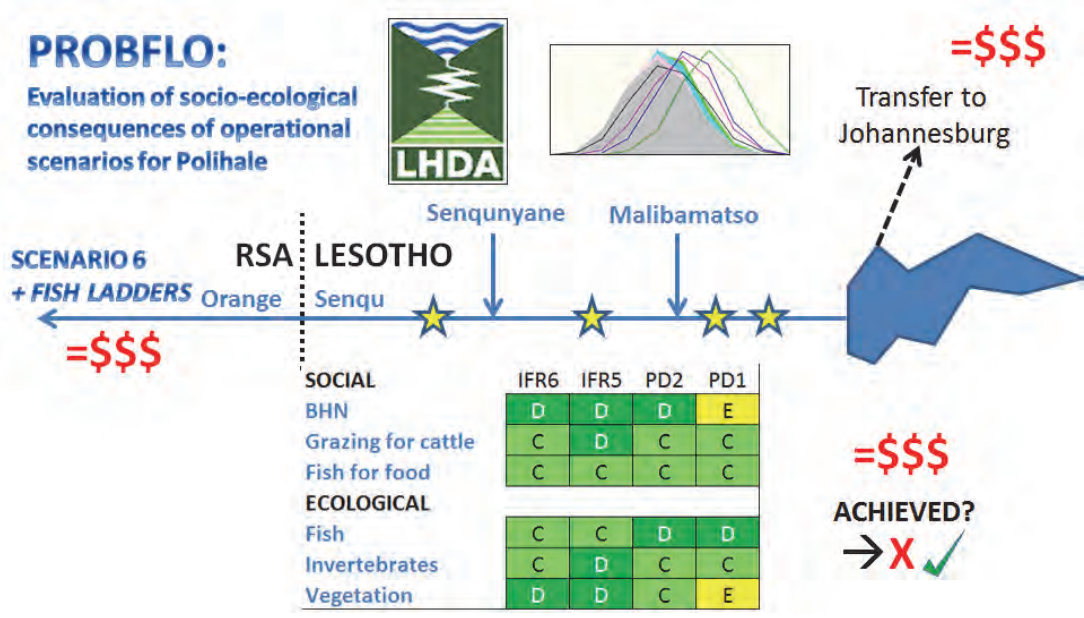 PROBFLO:
Evaluation of socio-ecological
consequences of operational
scenarios for Polihale
LHDA
=$$$
Transfer to
Johannesburg
Senqunyane
Malibamatso
SCENARIO 6
+ FISH LADDERS
RSA
LESOTHO
Orange
Senqu
=$$$
SOCIAL IFR6 IFR5 PD2 PD1
BHN D D D E
Grazing for cattle C D C C
Fish for food C C C C
ECOLOGICAL
Fish C C D D
Invertebrates C D C C
Vegetation D D C E
=$$$
ACHIEVED?
→ X ✓